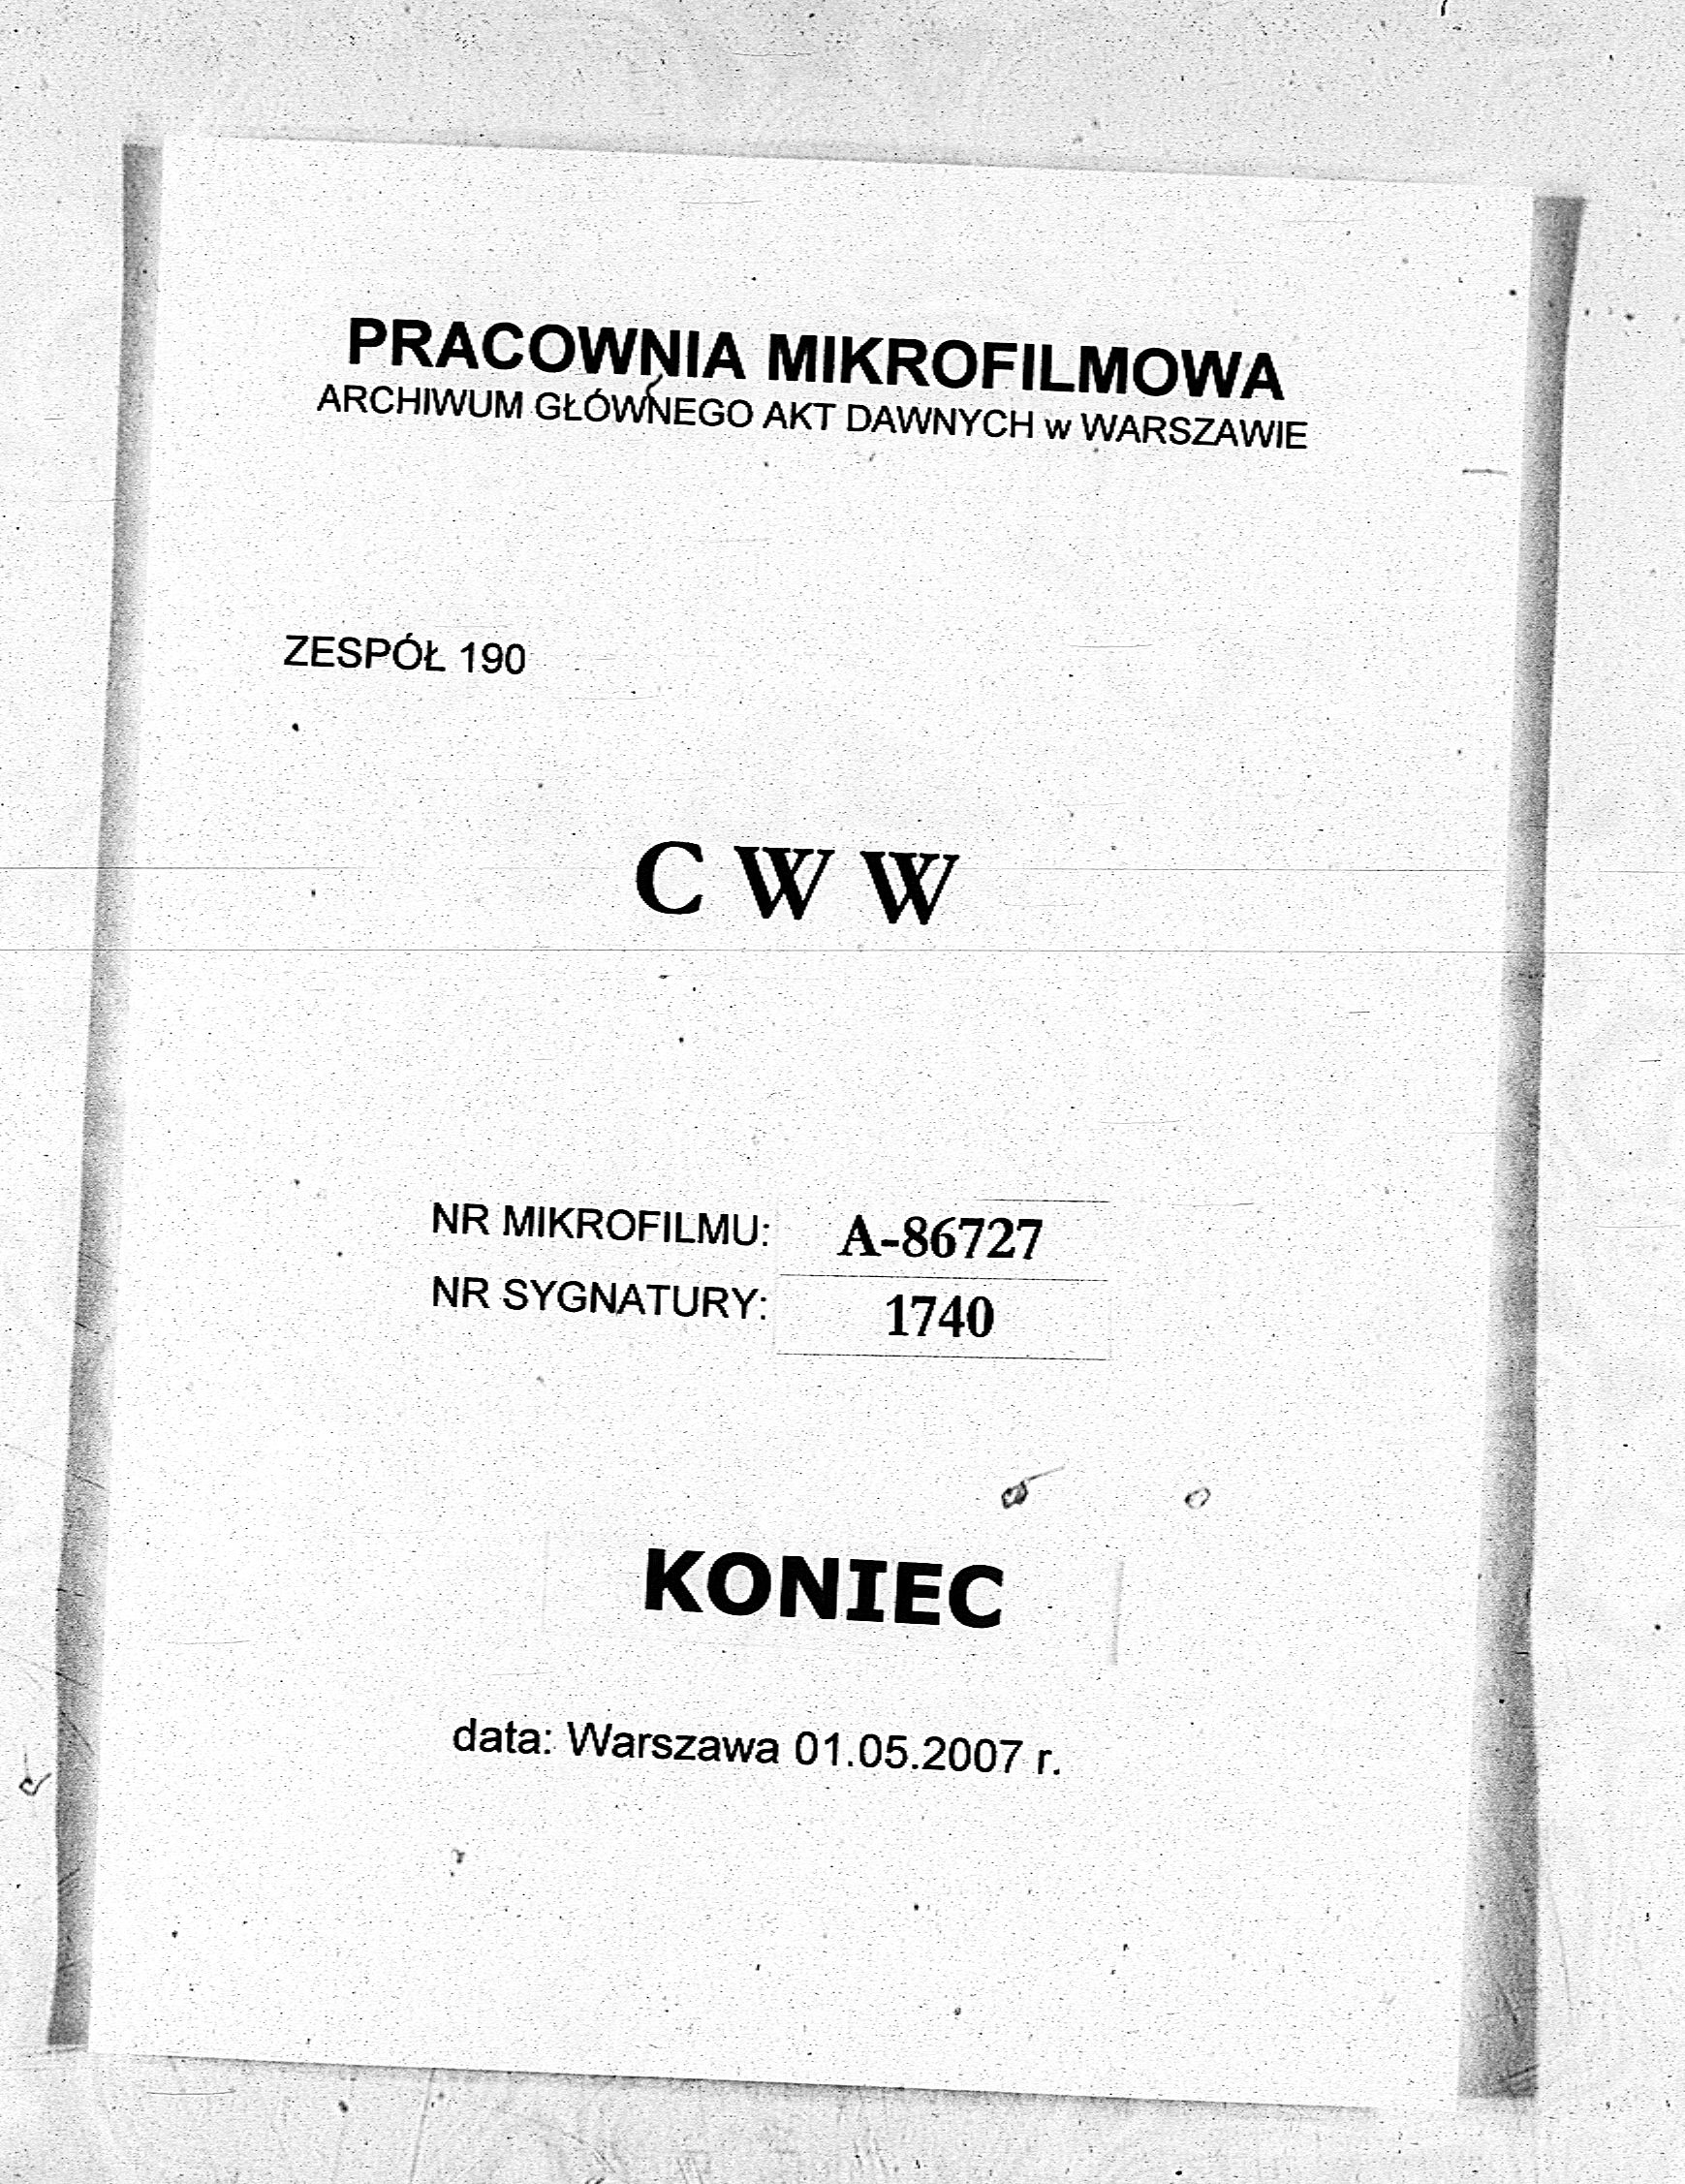 PRACOWNIA MIKROFILMOWA
ARCHIWUM GŁÓWNEGO AKT DAWNYCH w WARSZAWIE
ZESPÓŁ 190
C W W
NR MIKROFILMU: A-86727
NR SYGNATURY: 1740
KONIEC
data: Warszawa 01.05.2007 r.